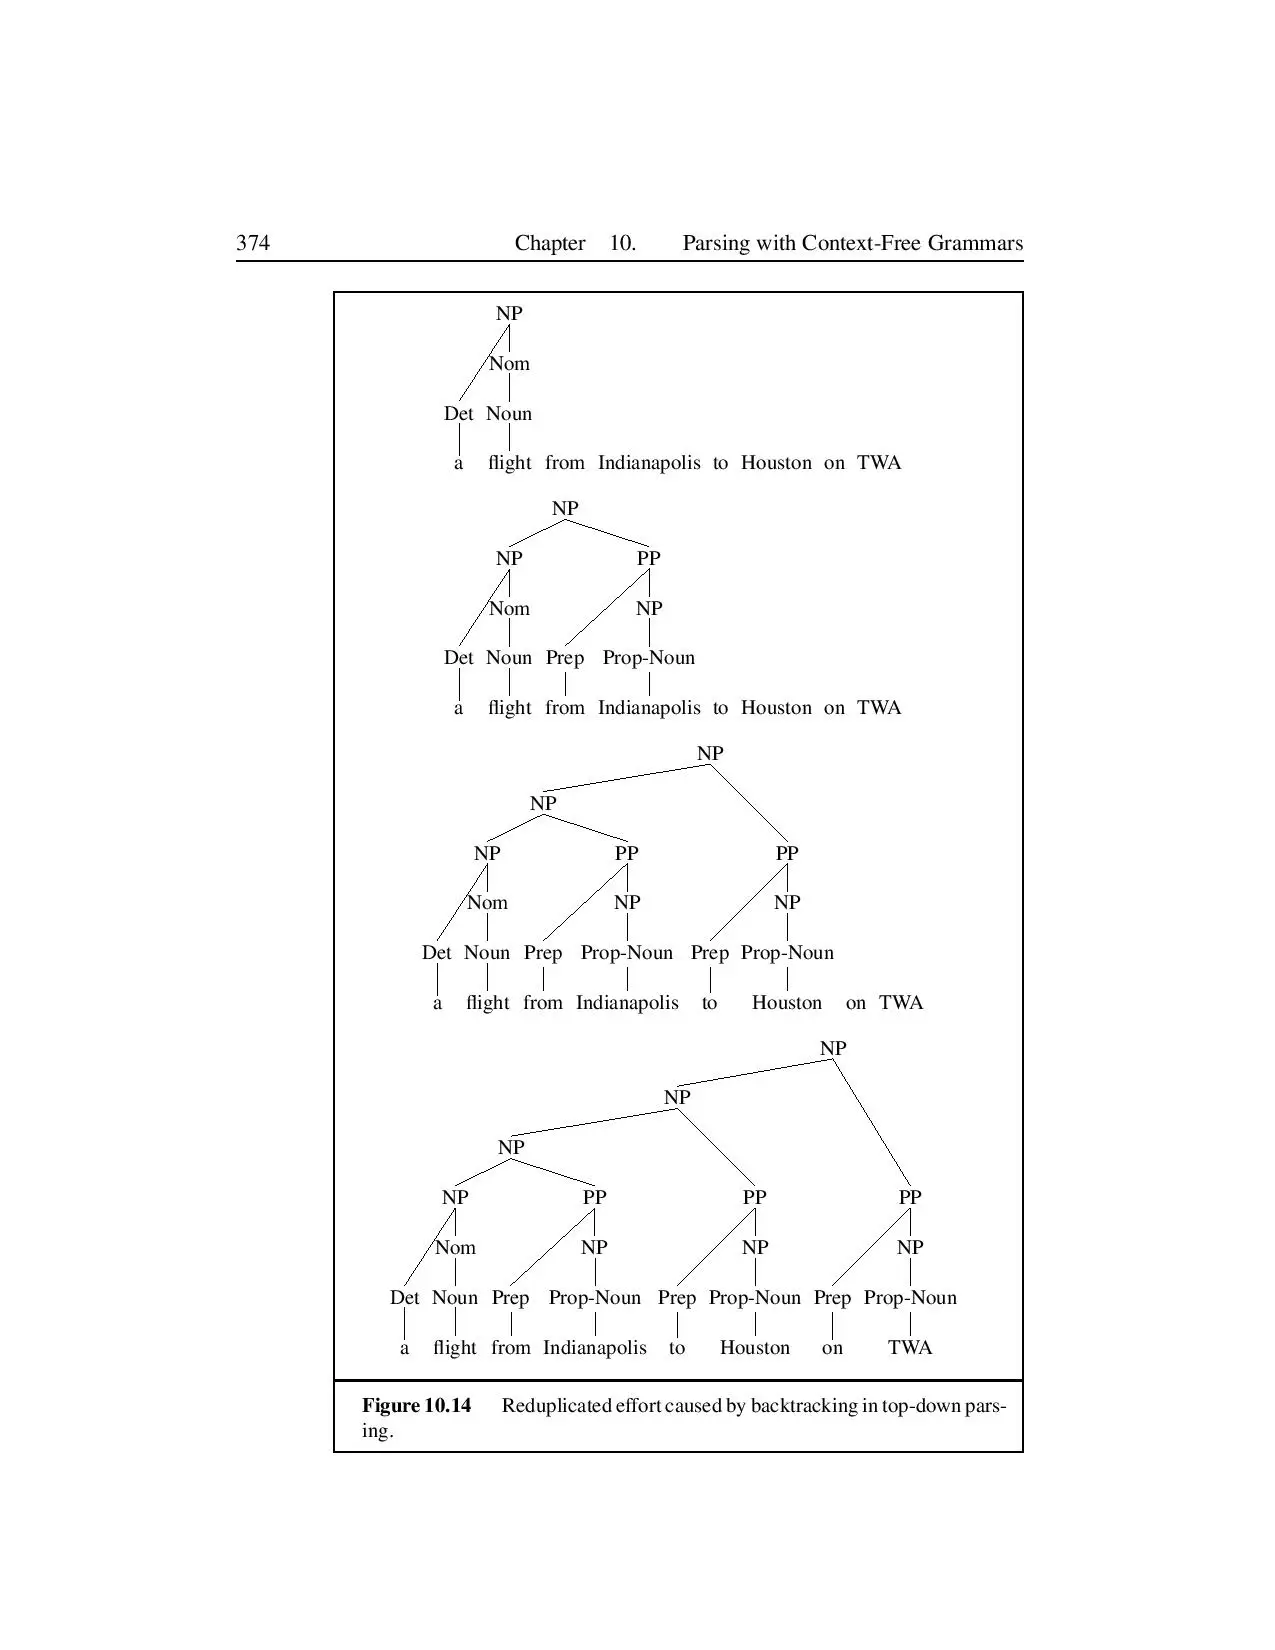 374 Chapter 10. Parsing with Context-Free Grammars
NP
Nom
Det Noun
a flight from Indianapolis to Houston on TWA
NP
NP PP
Nom NP
Det Noun Prep Prop-Noun
a flight from Indianapolis to Houston on TWA
NP
NP
NP PP PP
Nom NP NP
Det Noun Prep Prop-Noun Prep Prop-Noun
a flight from Indianapolis to Houston on TWA
NP
NP
NP
NP PP PP PP
Nom NP NP NP
Det Noun Prep Prop-Noun Prep Prop-Noun Prep Prop-Noun
a flight from Indianapolis to Houston on TWA
Figure 10.14 Reduplicated effort caused by backtracking in top-down pars-
ing.